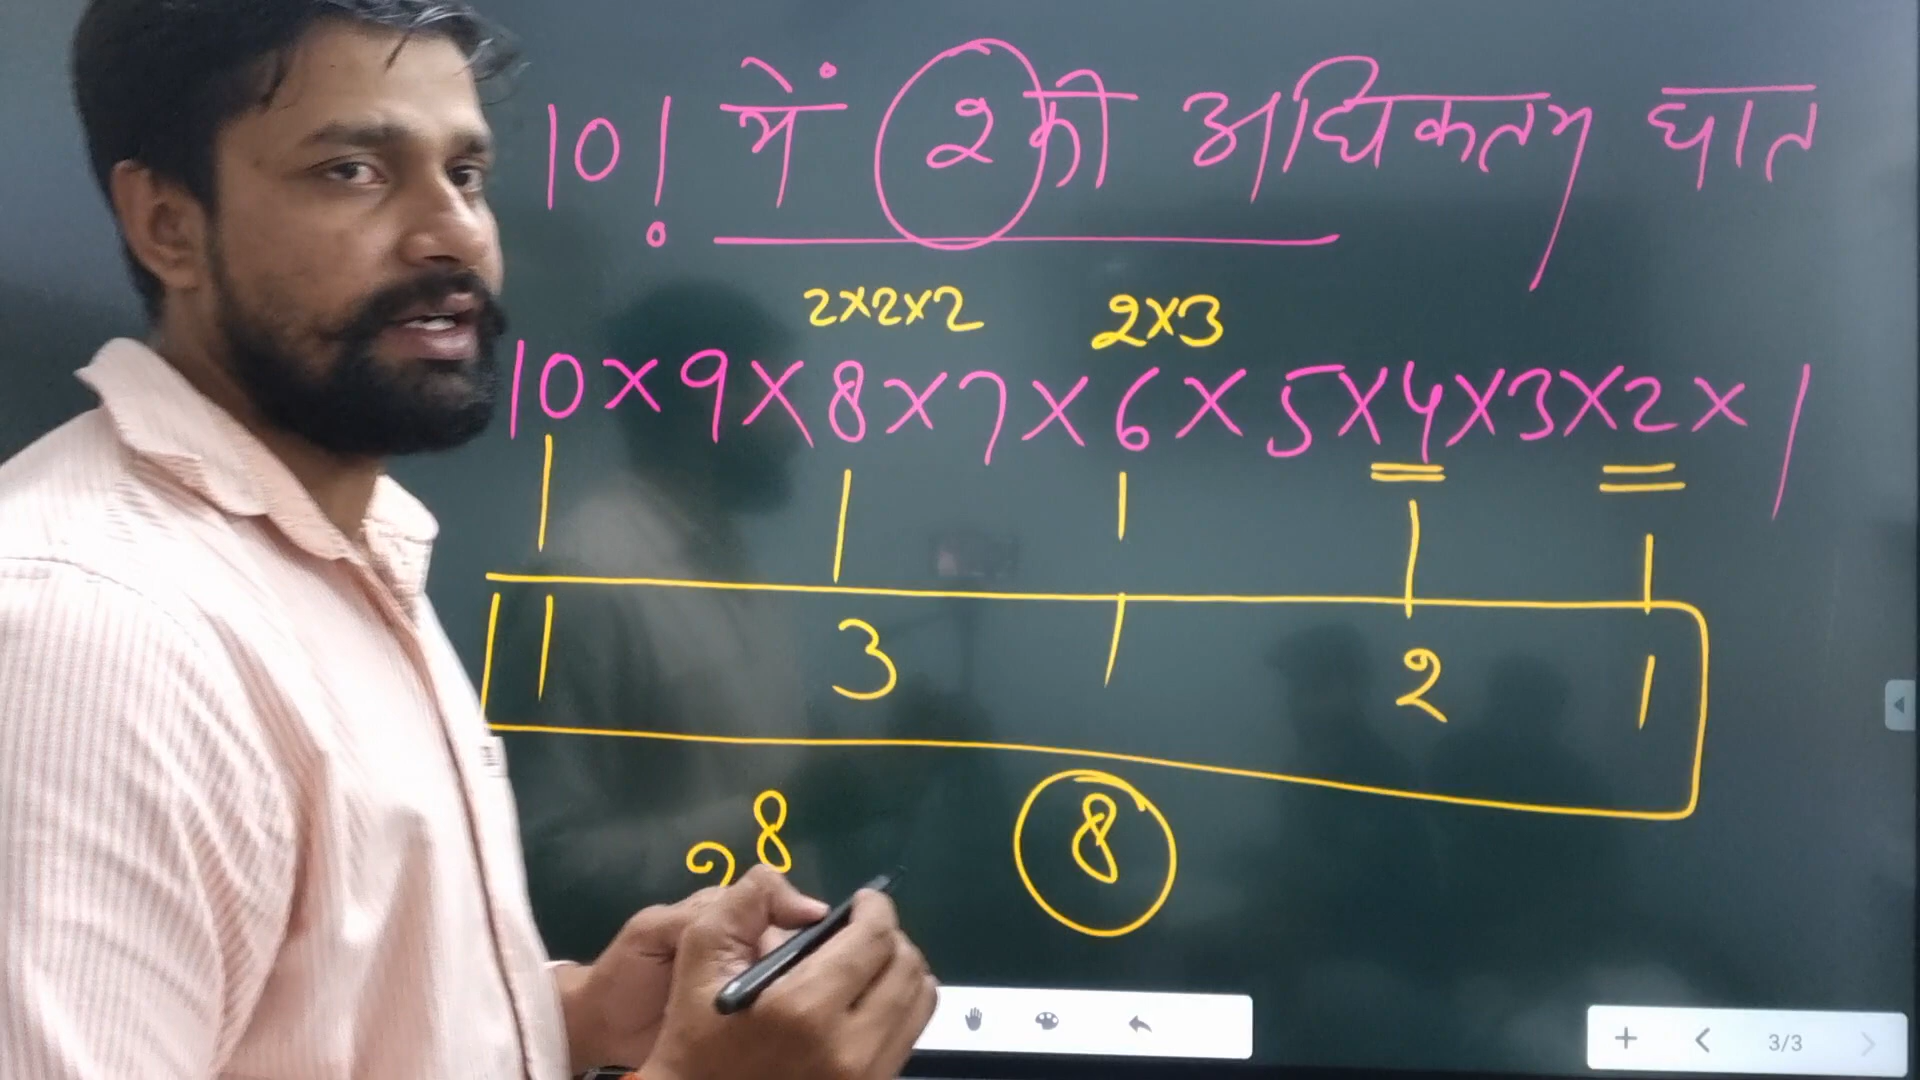 10! में 2 की अधिकतम घात
2×2×2 2×3
10×9×8×7×6×5×4×3×2×1
1 3 1 2 1
2⁸ 8
3/3